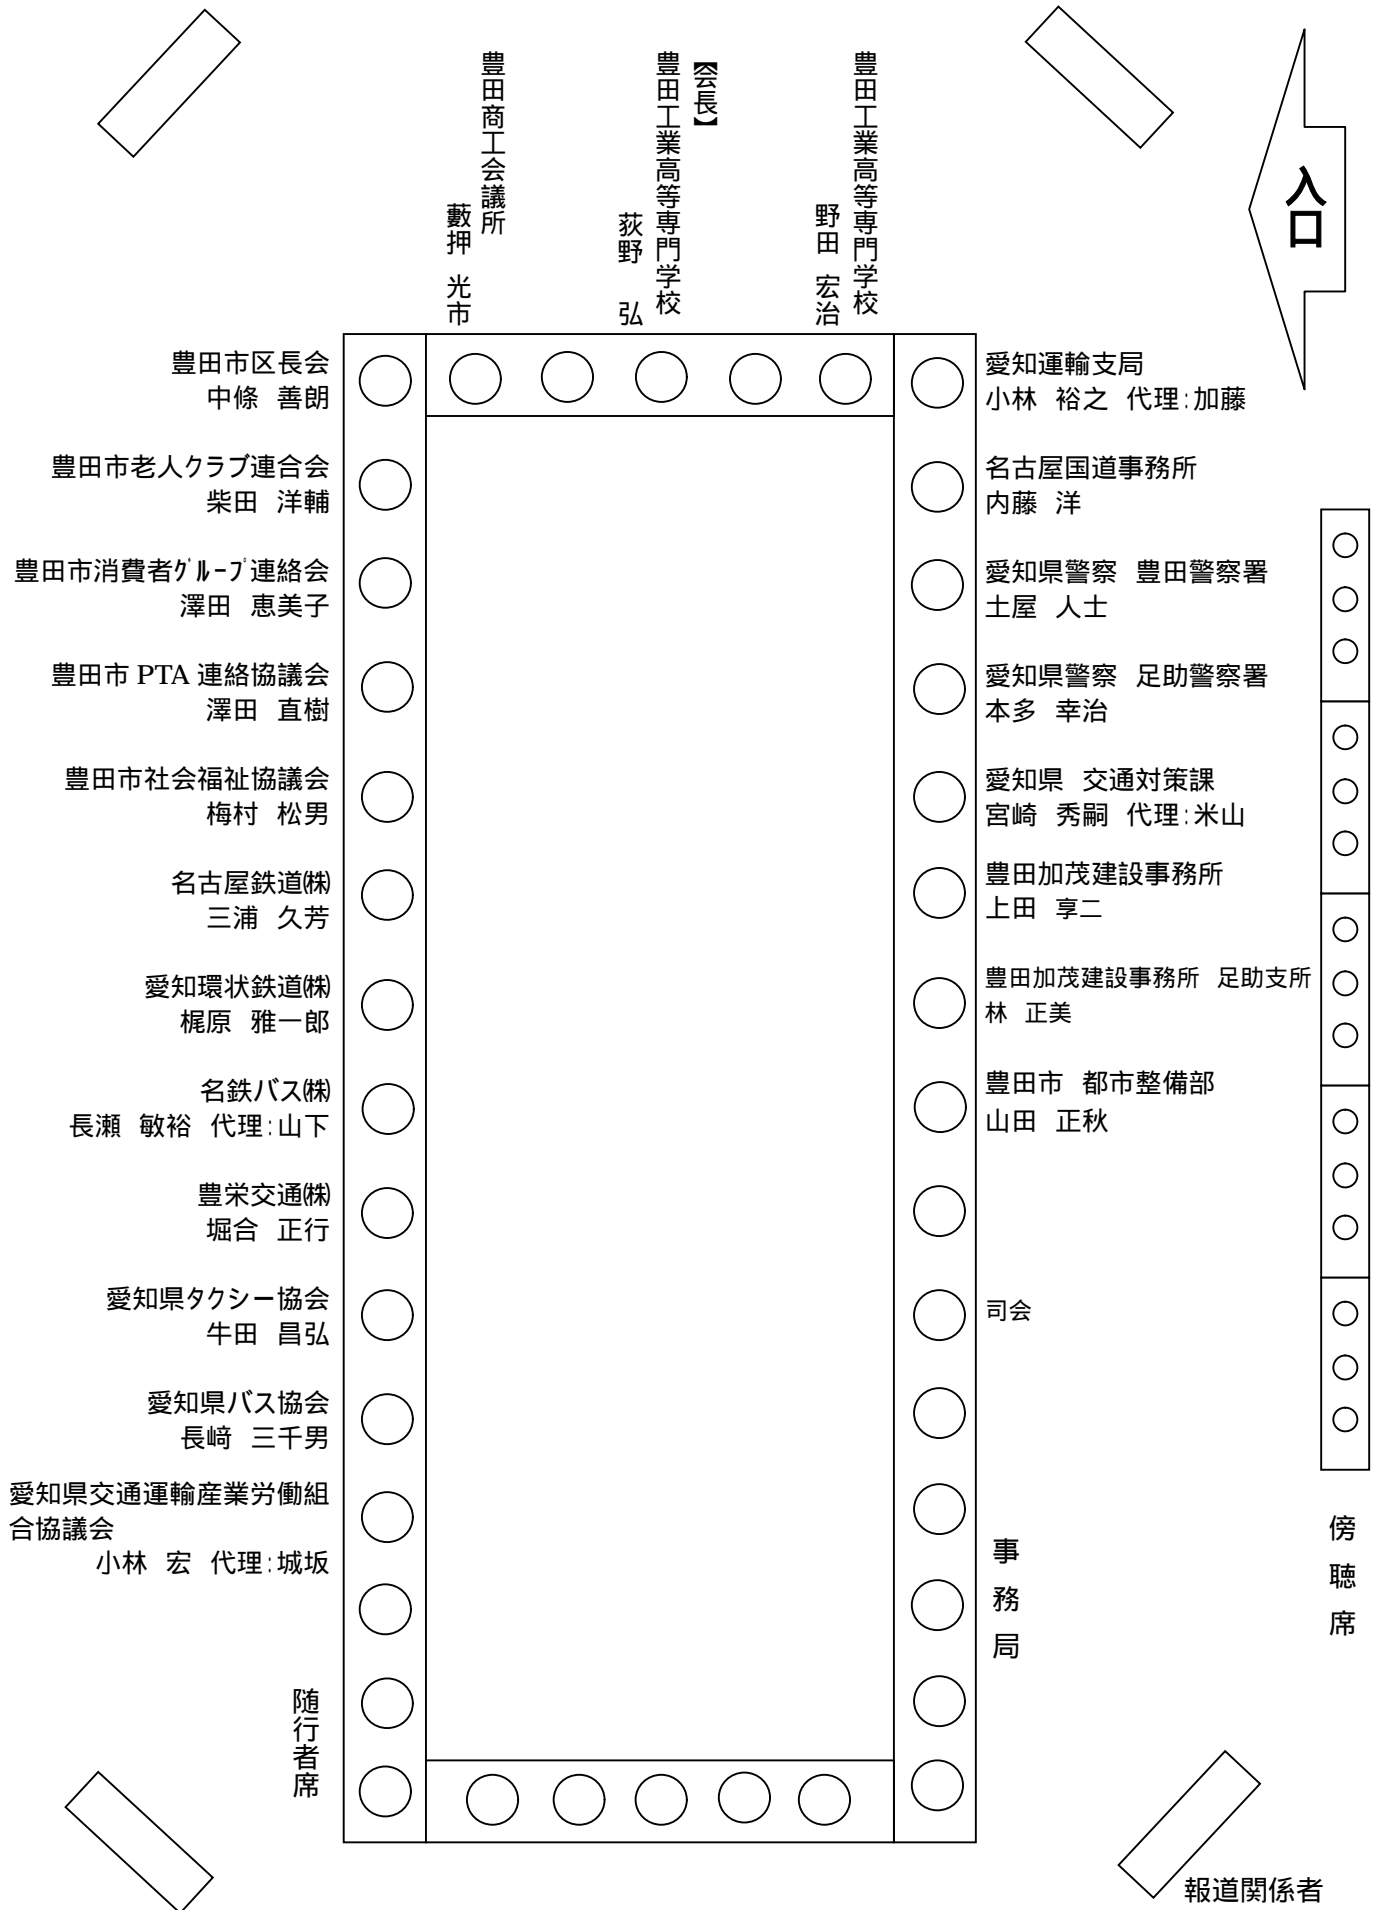 入口
豊田工業高等専門学校
野田 宏治
【会長】
豊田工業高等専門学校
荻野 弘
豊田商工会議所
藪押 光市
豊田市区長会
中條 善朗
豊田市老人クラブ連合会
柴田 洋輔
豊田市消費者グループ連絡会
澤田 恵美子
豊田市 PTA 連絡協議会
澤田 直樹
豊田市社会福祉協議会
梅村 松男
名古屋鉄道㈱
三浦 久芳
愛知環状鉄道㈱
梶原 雅一郎
名鉄バス㈱
長瀬 敏裕 代理:山下
豊栄交通㈱
堀合 正行
愛知県タクシー協会
牛田 昌弘
愛知県バス協会
長﨑 三千男
愛知県交通運輸産業労働組
合協議会
小林 宏 代理:城坂
随行者席
愛知運輸支局
小林 裕之 代理:加藤
名古屋国道事務所
内藤 洋
愛知県警察 豊田警察署
土屋 人士
愛知県警察 足助警察署
本多 幸治
愛知県 交通対策課
宮崎 秀嗣 代理:米山
豊田加茂建設事務所
上田 享二
豊田加茂建設事務所 足助支所
林 正美
豊田市 都市整備部
山田 正秋
司会
事務局
傍聴席
報道関係者